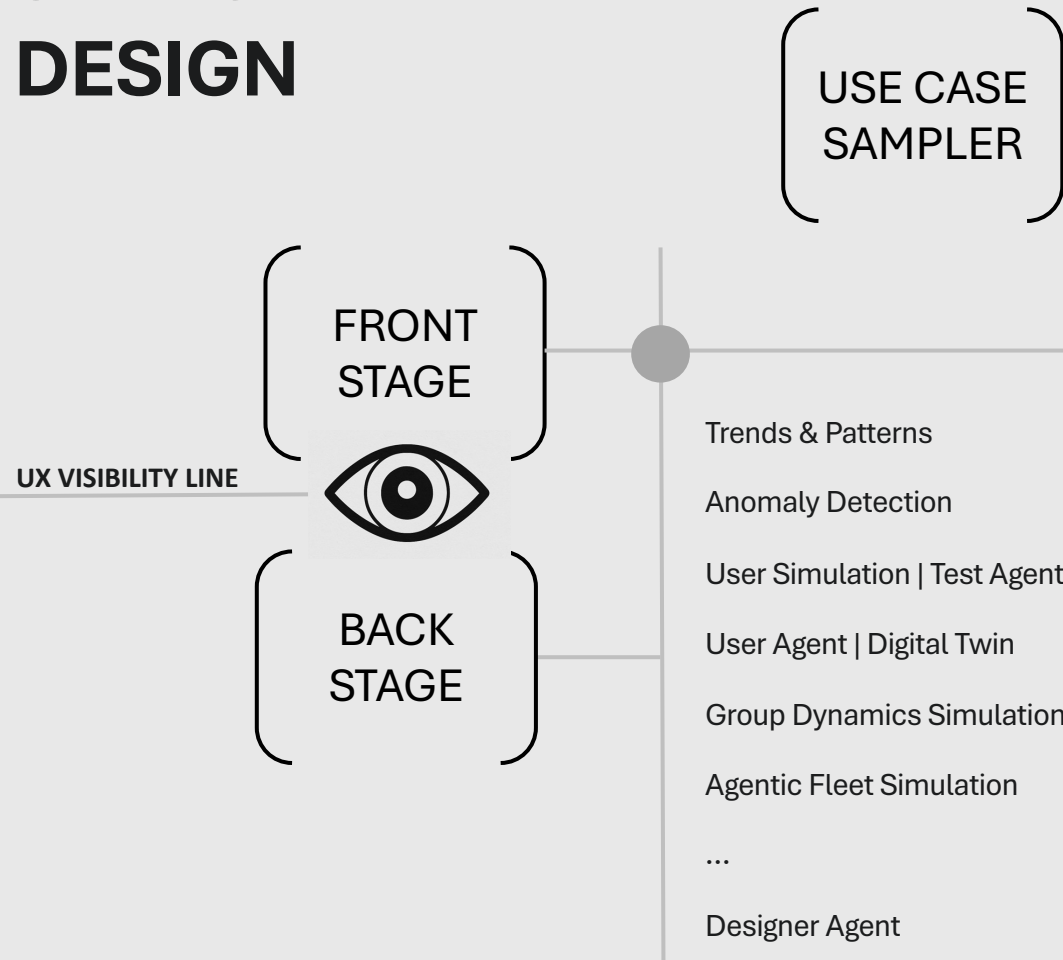 DESIGN
USE CASE
SAMPLER
FRONT
STAGE
UX VISIBILITY LINE
BACK
STAGE
Trends & Patterns
Anomaly Detection
User Simulation | Test Agent
User Agent | Digital Twin
Group Dynamics Simulation
Agentic Fleet Simulation
...
Designer Agent